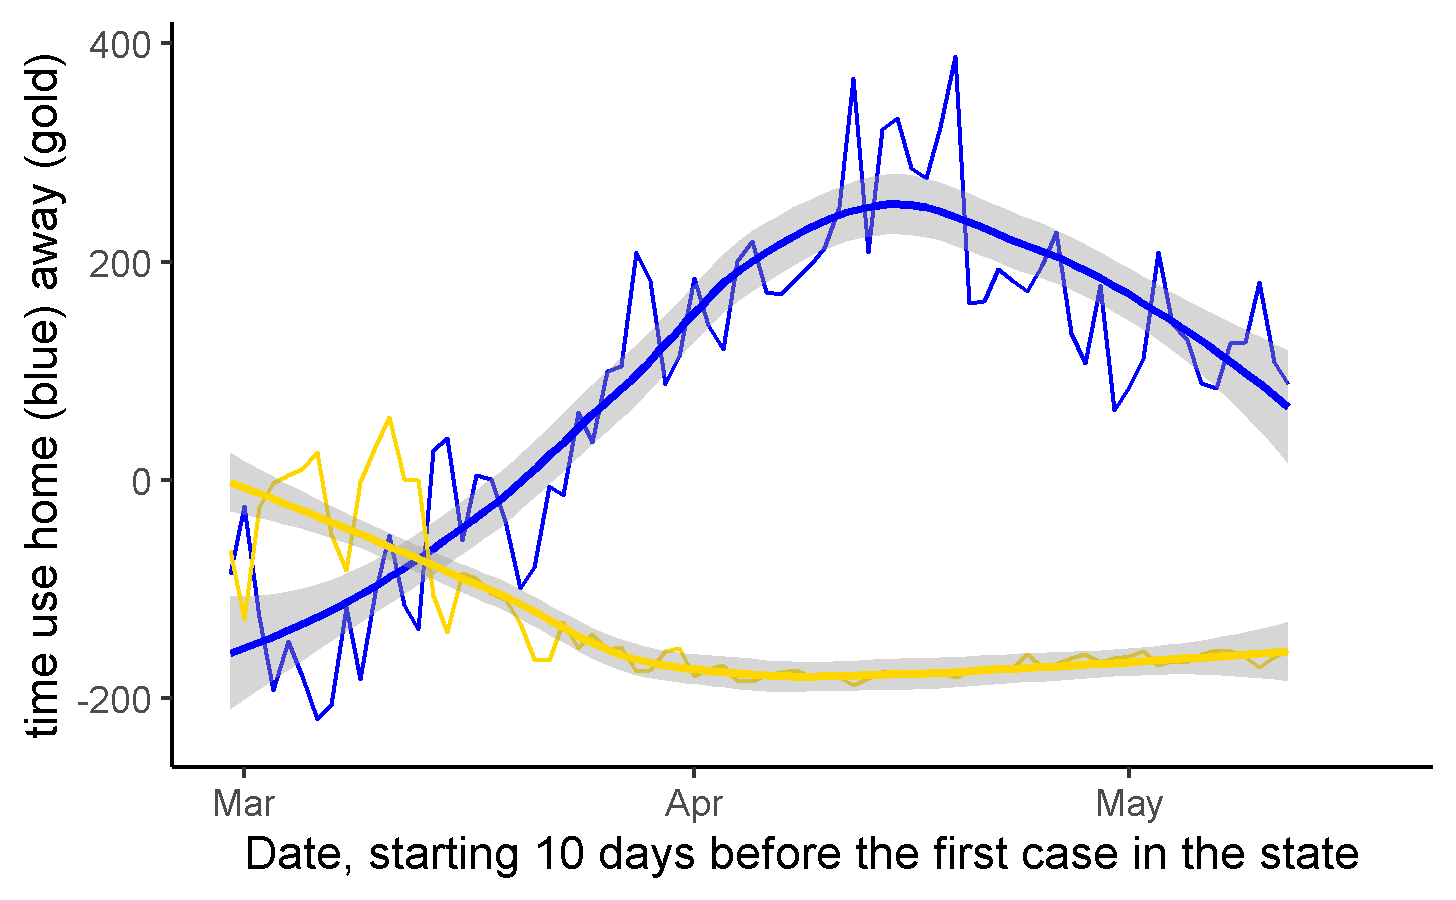 time use home (blue) away (gold)
400
200
0
-200
Mar
Apr
May
Date, starting 10 days before the first case in the state